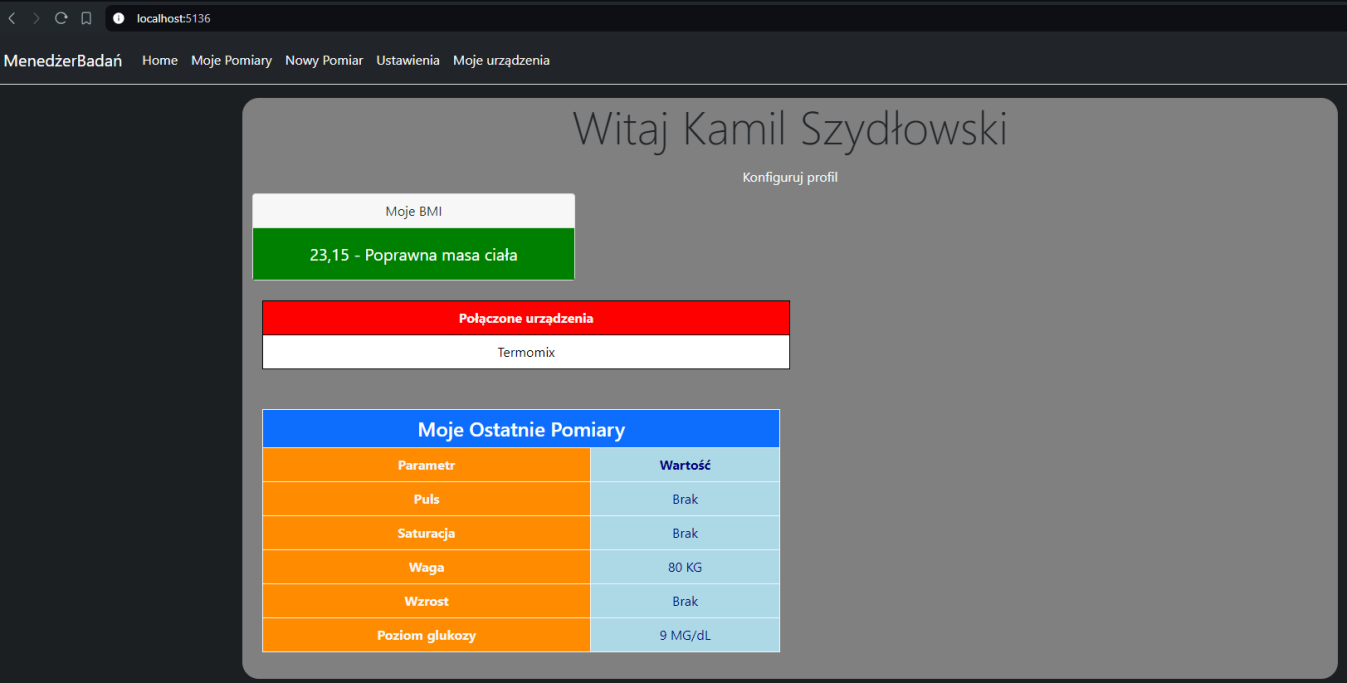 localhost:5136
MenedżerBadań Home Moje Pomiary Nowy Pomiar Ustawienia Moje urządzenia
Witaj Kamil Szydłowski
Konfiguruj profil
Moje BMI
23,15 - Poprawna masa ciała
Połączone urządzenia
Termomix
Moje Ostatnie Pomiary
Parametr Wartość
Puls Brak
Saturacja Brak
Waga 80 KG
Wzrost Brak
Poziom glukozy 9 MG/dL